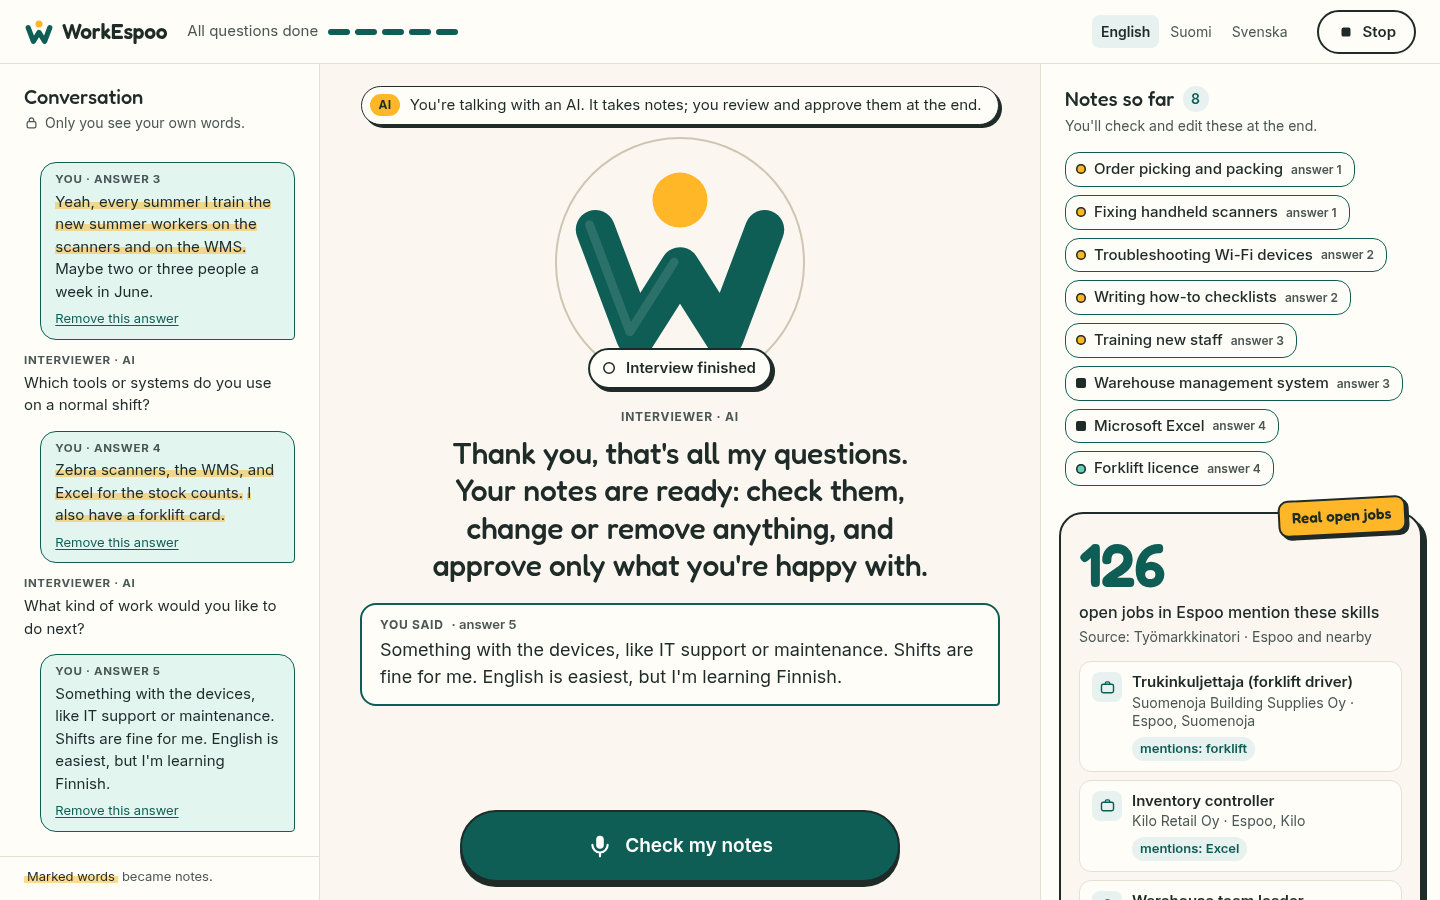 WorkEspoo
All questions done
English
Suomi
Svenska
Stop
Conversation
Only you see your own words.
YOU · ANSWER 3
Yeah, every summer I train the
new summer workers on the
scanners and on the WMS.
Maybe two or three people a
week in June.
Remove this answer
INTERVIEWER · AI
Which tools or systems do you use
on a normal shift?
YOU · ANSWER 4
Zebra scanners, the WMS, and
Excel for the stock counts. I
also have a forklift card.
Remove this answer
INTERVIEWER · AI
What kind of work would you like to
do next?
YOU · ANSWER 5
Something with the devices,
like IT support or maintenance.
Shifts are fine for me. English is
easiest, but I'm learning
Finnish.
Remove this answer
Marked words became notes.
AI You're talking with an AI. It takes notes; you review and approve them at the end.
Interview finished
INTERVIEWER · AI
Thank you, that's all my questions.
Your notes are ready: check them,
change or remove anything, and
approve only what you're happy with.
YOU SAID · answer 5
Something with the devices, like IT support or maintenance. Shifts are
fine for me. English is easiest, but I'm learning Finnish.
Check my notes
Notes so far 8
You'll check and edit these at the end.
Order picking and packing answer 1
Fixing handheld scanners answer 1
Troubleshooting Wi-Fi devices answer 2
Writing how-to checklists answer 2
Training new staff answer 3
Warehouse management system answer 3
Microsoft Excel answer 4
Forklift licence answer 4
Real open jobs
126
open jobs in Espoo mention these skills
Source: Työmarkkinatori · Espoo and nearby
Trukinkuljettaja (forklift driver)
Suomenoja Building Supplies Oy ·
Espoo, Suomenoja
mentions: forklift
Inventory controller
Kilo Retail Oy · Espoo, Kilo
mentions: Excel
Warehouse team leader